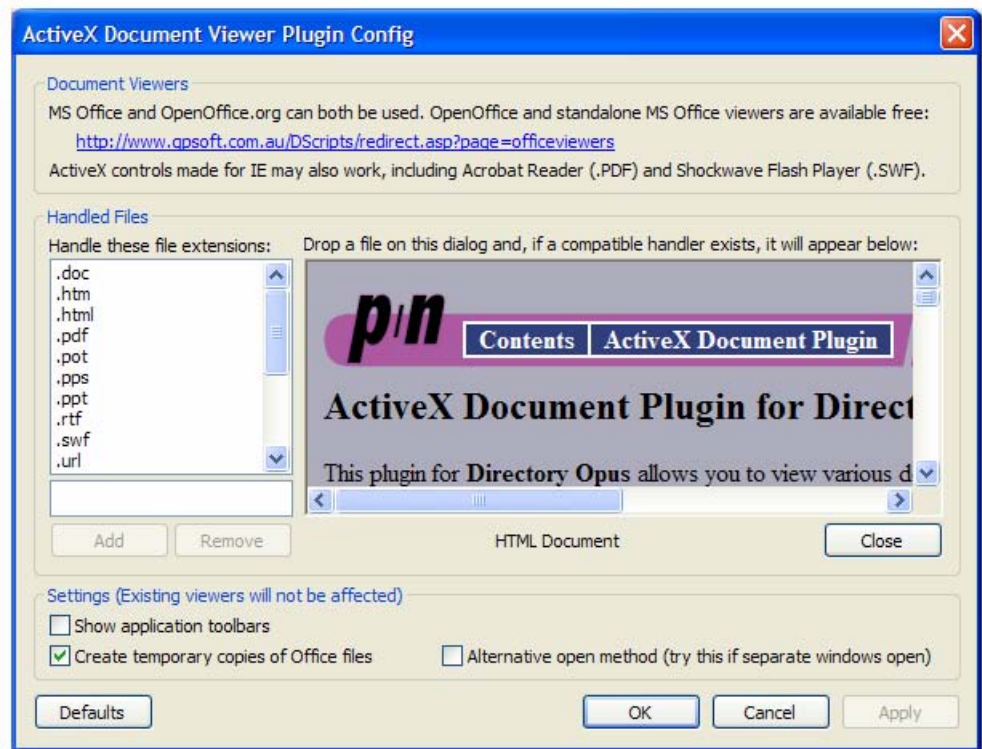 ActiveX Document Viewer Plugin Config
Document Viewers
MS Office and OpenOffice.org can both be used. OpenOffice and standalone MS Office viewers are available free:
http://www.gpsoft.com.au/DScripts/redirect.asp?page=officeviewers
ActiveX controls made for IE may also work, including Acrobat Reader (.PDF) and Shockwave Flash Player (.SWF).
Handled Files
Handle these file extensions:
Drop a file on this dialog and, if a compatible handler exists, it will appear below:
.doc
.htm
.html
.pdf
.pot
.pps
.ppt
.rtf
.swf
.url
p/n
Contents
ActiveX Document Plugin
ActiveX Document Plugin for Direct
This plugin for Directory Opus allows you to view various d
Add
Remove
HTML Document
Close
Settings (Existing viewers will not be affected)
Show application toolbars
Create temporary copies of Office files
Alternative open method (try this if separate windows open)
Defaults
OK
Cancel
Apply